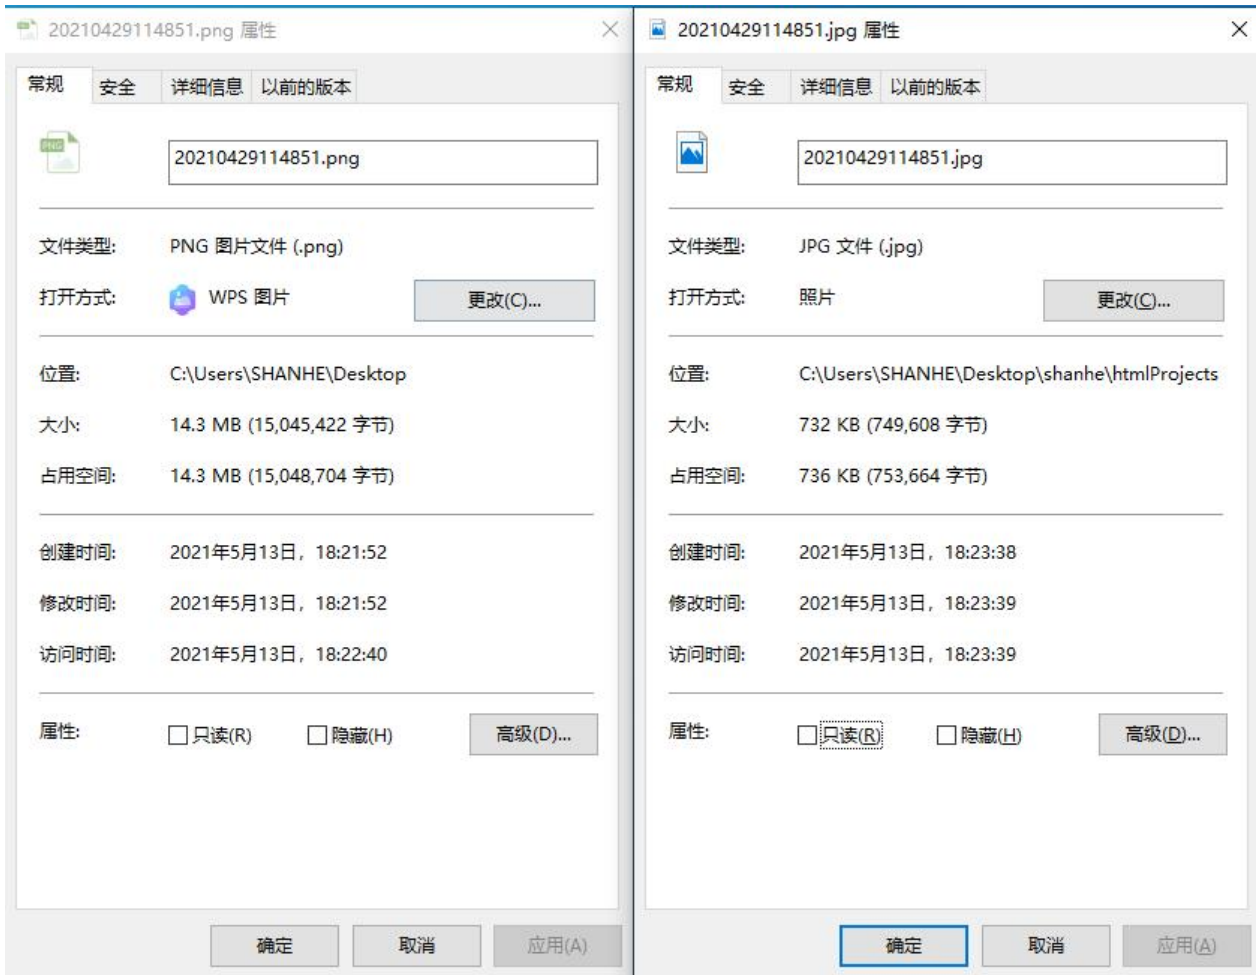 20210429114851.png 属性
常规 安全 详细信息 以前的版本
PNG
20210429114851.png
文件类型: PNG 图片文件 (.png)
打开方式: WPS 图片 更改(C)...
位置: C:\Users\SHANHE\Desktop
大小: 14.3 MB (15,045,422 字节)
占用空间: 14.3 MB (15,048,704 字节)
创建时间: 2021年5月13日，18:21:52
修改时间: 2021年5月13日，18:21:52
访问时间: 2021年5月13日，18:22:40
属性: 只读(R) 隐藏(H) 高级(D)...
确定 取消 应用(A)
20210429114851.jpg 属性
常规 安全 详细信息 以前的版本
20210429114851.jpg
文件类型: JPG 文件 (.jpg)
打开方式: 照片 更改(C)...
位置: C:\Users\SHANHE\Desktop\shanhe\htmlProjects
大小: 732 KB (749,608 字节)
占用空间: 736 KB (753,664 字节)
创建时间: 2021年5月13日，18:23:38
修改时间: 2021年5月13日，18:23:39
访问时间: 2021年5月13日，18:23:39
属性: 只读(R) 隐藏(H) 高级(D)...
确定 取消 应用(A)